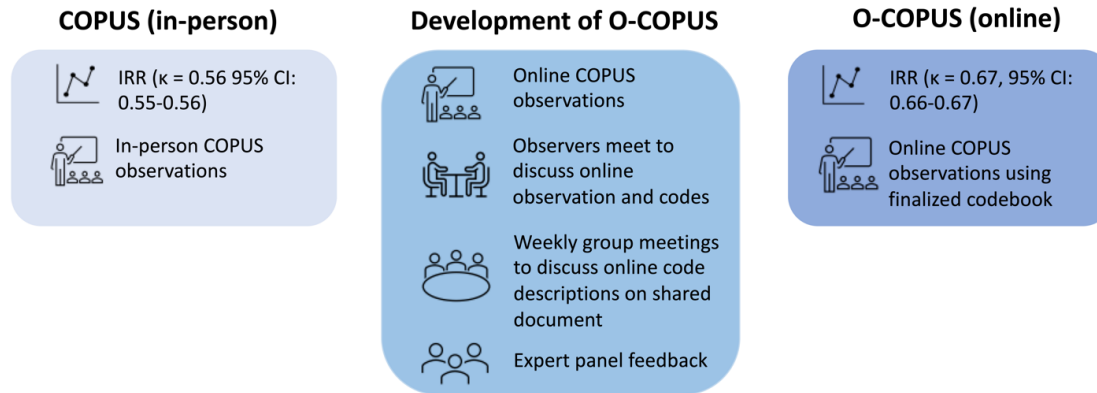 COPUS (in-person)
IRR (κ = 0.56 95% CI:
0.55-0.56)
In-person COPUS
observations
Development of O-COPUS
Online COPUS
observations
Observers meet to
discuss online
observation and codes
Weekly group meetings
to discuss online code
descriptions on shared
document
Expert panel feedback
O-COPUS (online)
IRR (κ = 0.67, 95% CI:
0.66-0.67)
Online COPUS
observations using
finalized codebook